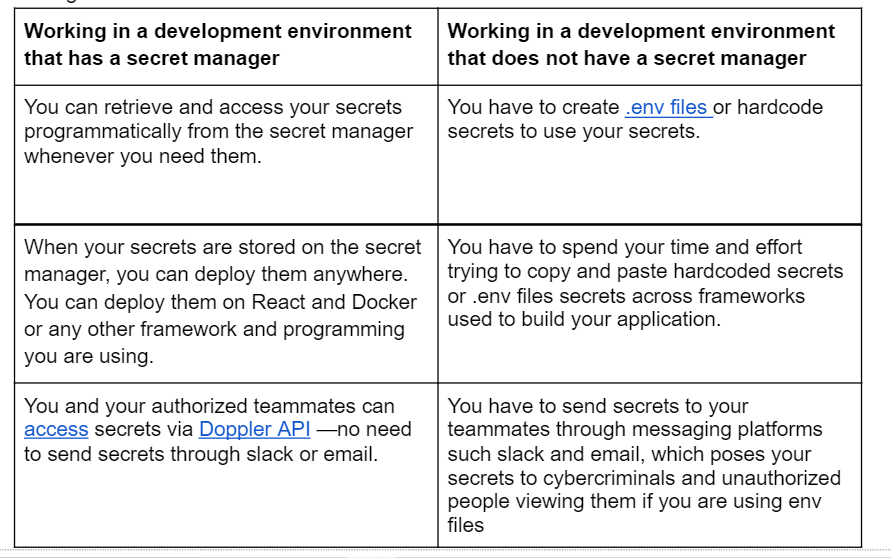 Working in a development environment
that has a secret manager
Working in a development environment
that does not have a secret manager
You can retrieve and access your secrets
programmatically from the secret manager
whenever you need them.
You have to create .env files or hardcode
secrets to use your secrets.
When your secrets are stored on the secret
manager, you can deploy them anywhere.
You can deploy them on React and Docker
or any other framework and programming
you are using.
You have to spend your time and effort
trying to copy and paste hardcoded secrets
or .env files secrets across frameworks
used to build your application.
You and your authorized teammates can
access secrets via Doppler API —no need
to send secrets through slack or email.
You have to send secrets to your
teammates through messaging platforms
such slack and email, which poses your
secrets to cybercriminals and unauthorized
people viewing them if you are using env
files